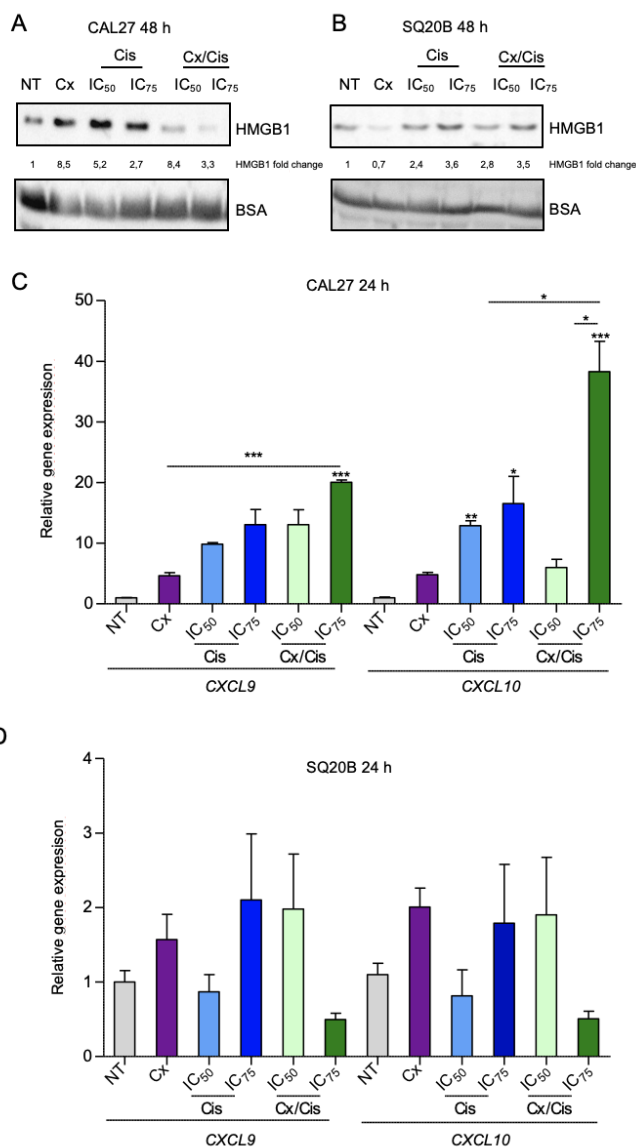 A
CAL27 48 h
Cis
Cx/Cis
NT Cx IC50 IC75 IC50 IC75
HMGB1
1 8,5 5,2 2,7 8,4 3,3 HMGB1 fold change
BSA
B
SQ20B 48 h
Cis
Cx/Cis
NT Cx IC50 IC75 IC50 IC75
HMGB1
1 0,7 2,4 3,6 2,8 3,5 HMGB1 fold change
BSA
C
CAL27 24 h
Relative gene expresison
50
40
30
20
10
0
***
***
**
*
*
*
***
NT Cx IC50 IC75 IC50 IC75 NT Cx IC50 IC75 IC50 IC75
Cis Cx/Cis Cis Cx/Cis
CXCL9 CXCL10
D
SQ20B 24 h
Relative gene expresison
4
3
2
1
0
NT Cx IC50 IC75 IC50 IC75 NT Cx IC50 IC75 IC50 IC75
Cis Cx/Cis Cis Cx/Cis
CXCL9 CXCL10